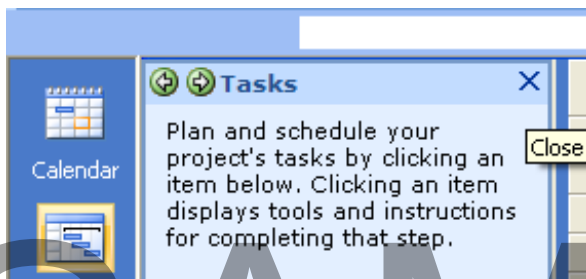 Tasks
Plan and schedule your
project's tasks by clicking an
item below. Clicking an item
displays tools and instructions
for completing that step.
Close
Calendar